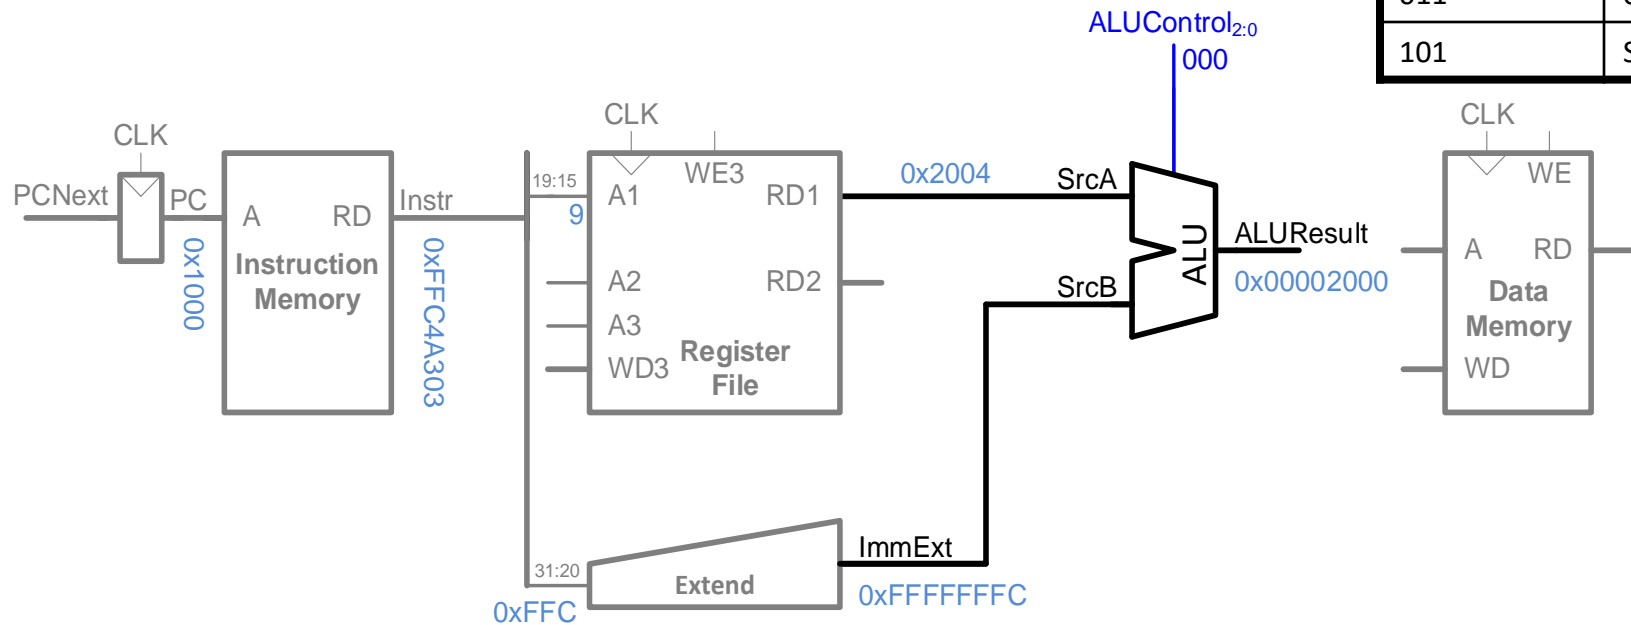 ALUControl2:0
000
011
101
S
CLK
PCNext
PC
0x1000
A
RD
Instruction
Memory
Instr
0xFFC4A303
19:15
9
CLK
WE3
A1
RD1
A2
RD2
A3
WD3
Register
File
0x2004
SrcA
SrcB
ALU
ALUResult
0x00002000
CLK
WE
A
RD
Data
Memory
WD
31:20
0xFFC
Extend
ImmExt
0xFFFFFFFC